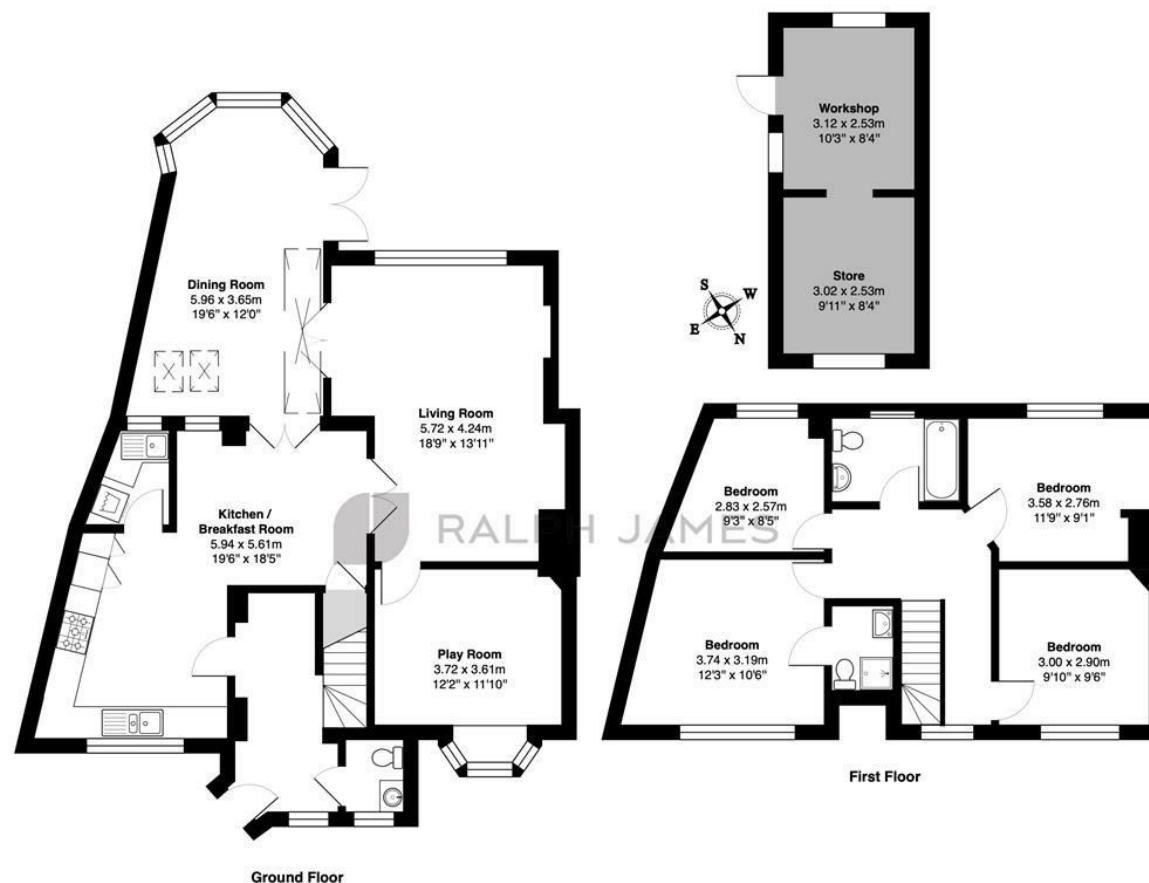 Workshop
3.12 x 2.53m
10'3" x 8'4"
Store
3.02 x 2.53m
9'11" x 8'4"
S
W
E
N
Dining Room
5.96 x 3.65m
19'6" x 12'0"
Living Room
5.72 x 4.24m
18'9" x 13'11"
Kitchen /
Breakfast Room
5.94 x 5.61m
19'6" x 18'5"
Play Room
3.72 x 3.61m
12'2" x 11'10"
Ground Floor
RALPH JAMES
Bedroom
2.83 x 2.57m
9'3" x 8'5"
Bedroom
3.58 x 2.76m
11'9" x 9'1"
Bedroom
3.74 x 3.19m
12'3" x 10'6"
Bedroom
3.00 x 2.90m
9'10" x 9'6"
First Floor